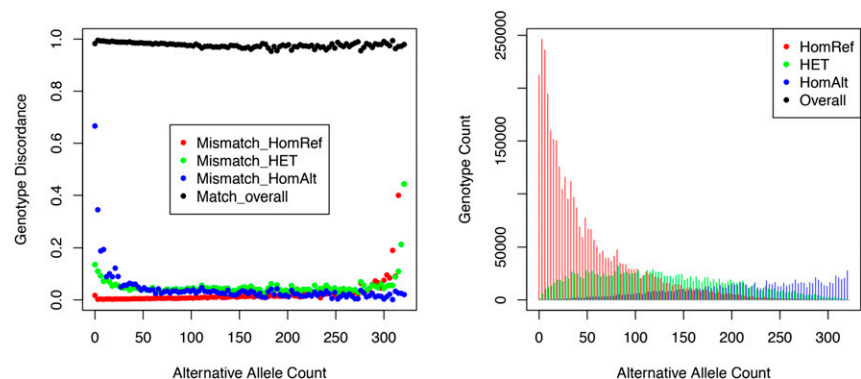 1.0
0.8
0.6
0.4
0.2
0.0
Genotype Discordance
Mismatch_HomRef
Mismatch_HET
Mismatch_HomAlt
Match_overall
0 50 100 150 200 250 300
Alternative Allele Count
250000
150000
50000
0
Genotype Count
HomRef
HET
HomAlt
Overall
0 50 100 150 200 250 300
Alternative Allele Count